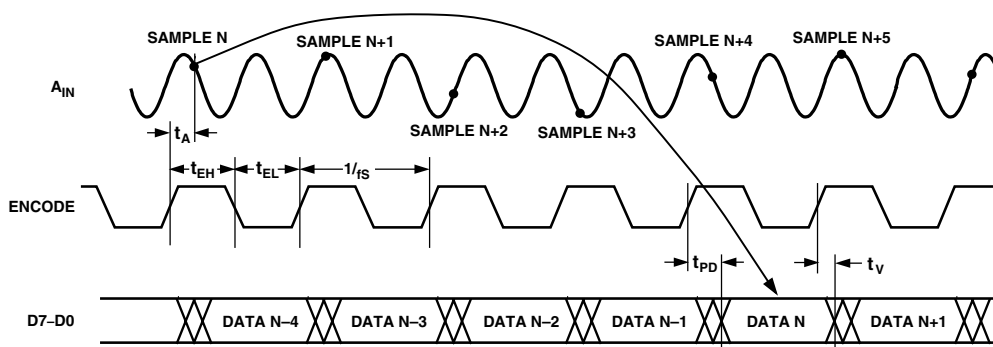 SAMPLE N
SAMPLE N+1
SAMPLE N+4
SAMPLE N+5
AIN
SAMPLE N+2
SAMPLE N+3
tA
tEH
tEL
1/fS
ENCODE
tPD
tV
D7–D0
DATA N–4
DATA N–3
DATA N–2
DATA N–1
DATA N
DATA N+1